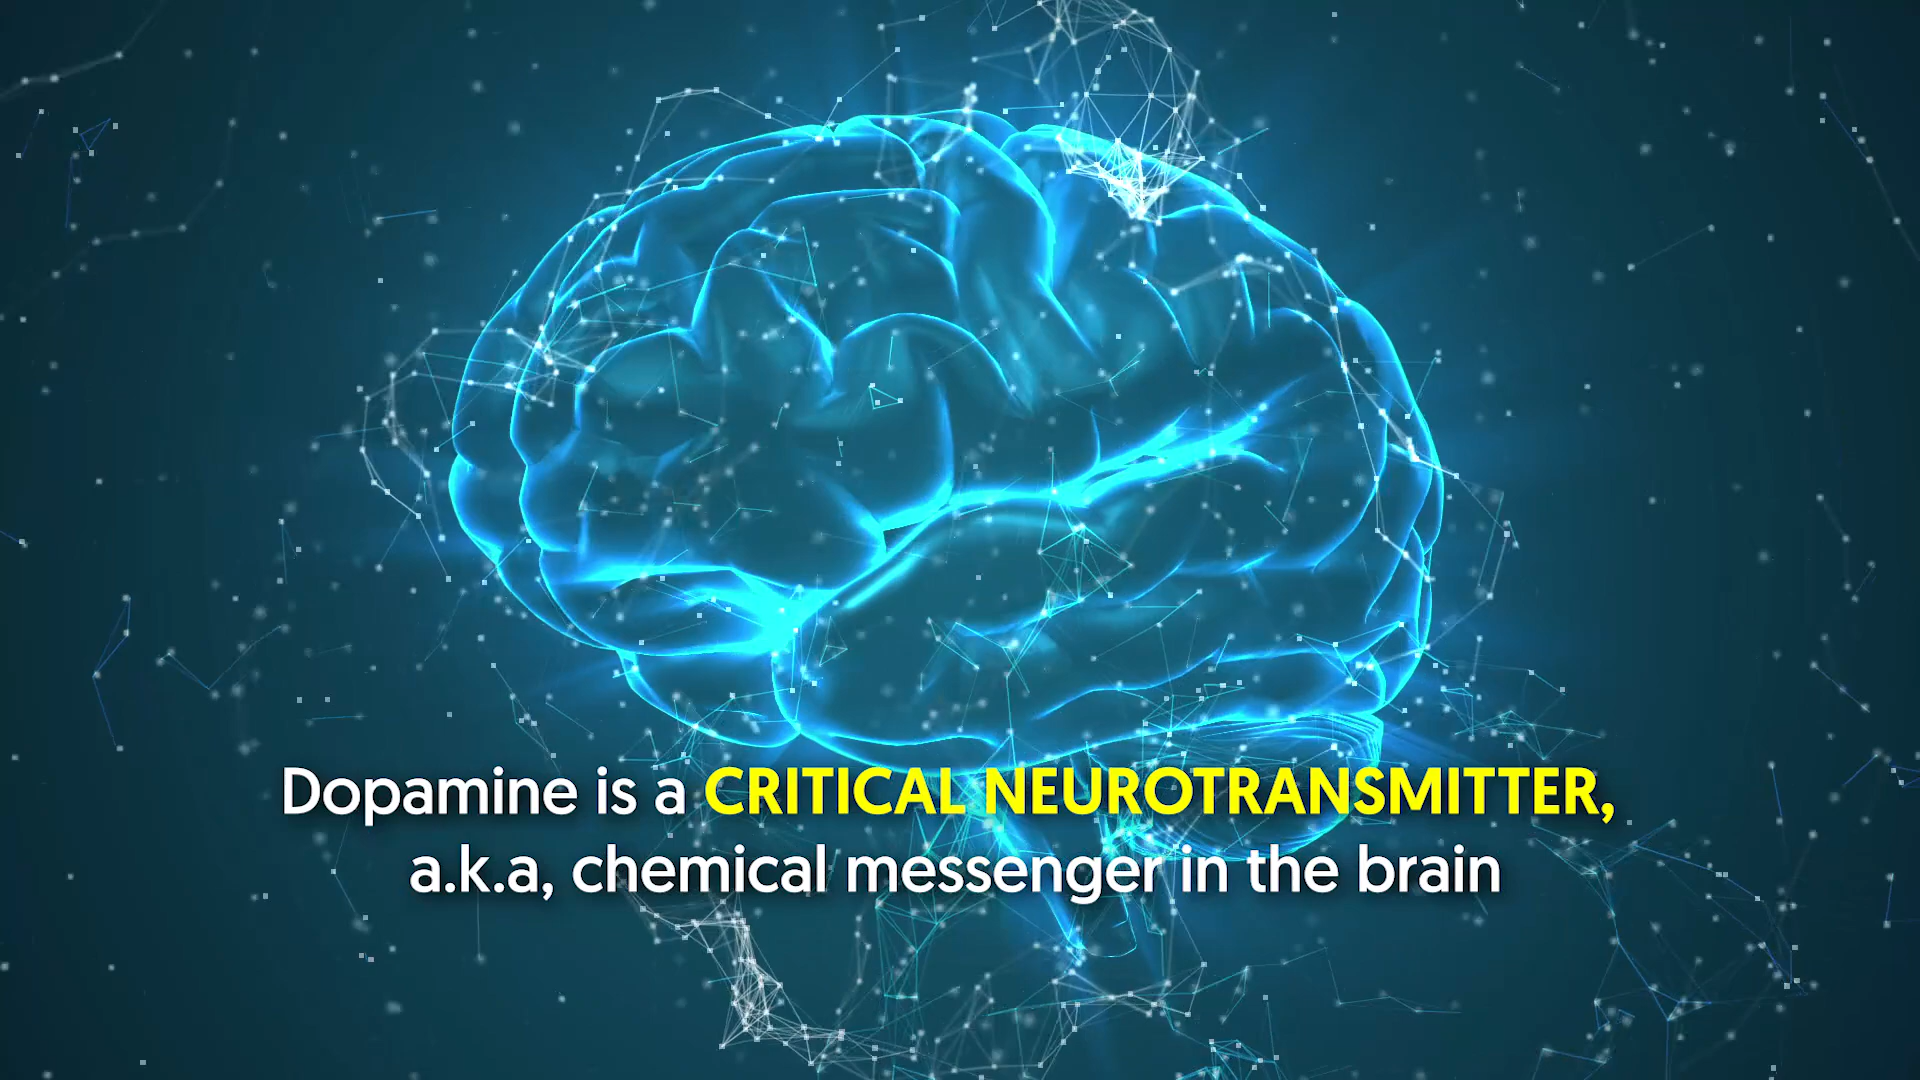 Dopamine is a CRITICAL NEUROTRANSMITTER,
a.k.a, chemical messenger in the brain